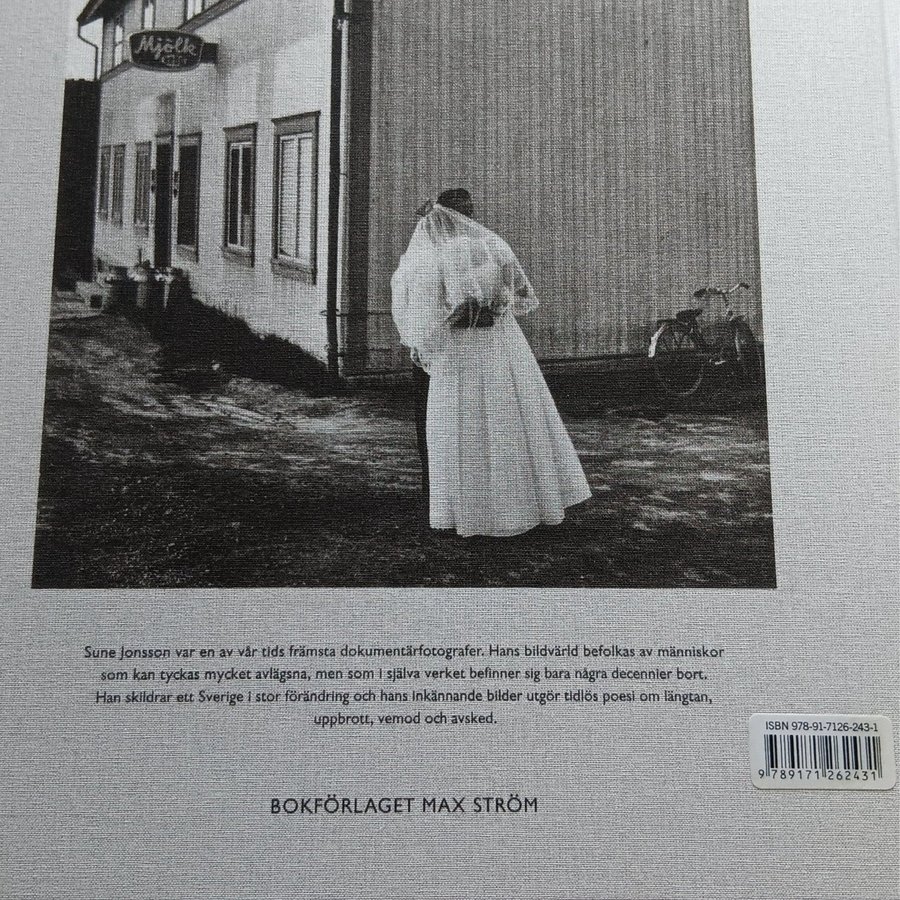 Mjölk
Sune Jonsson var en av vår tids främsta dokumentärfotografer. Hans bildvärld befolkas av människor
som kan tyckas mycket avlägsna, men som i själva verket befinner sig bara några decennier bort.
Han skildrar ett Sverige i stor förändring och hans inkännande bilder utgör tidlös poesi om längtan,
uppbrott, vemod och avsked.
ISBN 978-91-7126-243-1
9 789171 262431
BOKFÖRLAGET MAX STRÖM